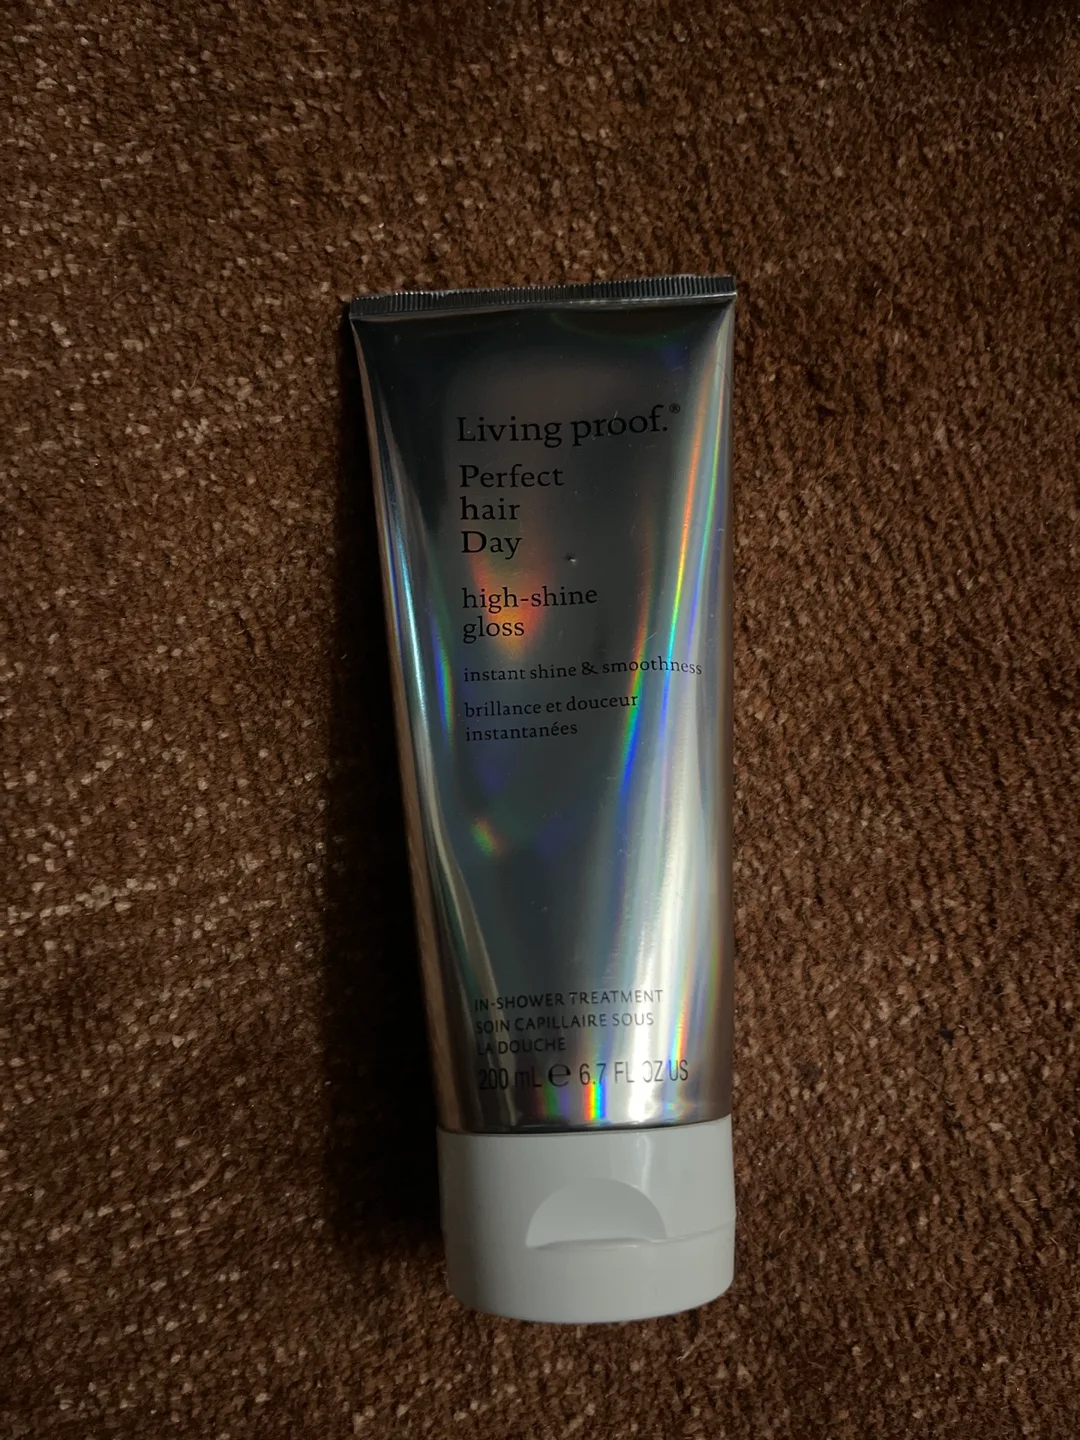 Living proof.®
Perfect
hair
Day
high-shine
gloss
instant shine & smoothness
brillance et douceur
instantanées
IN-SHOWER TREATMENT
SOIN CAPILLAIRE SOUS
LA DOUCHE
200 mL ℮ 6.7 FL OZ US